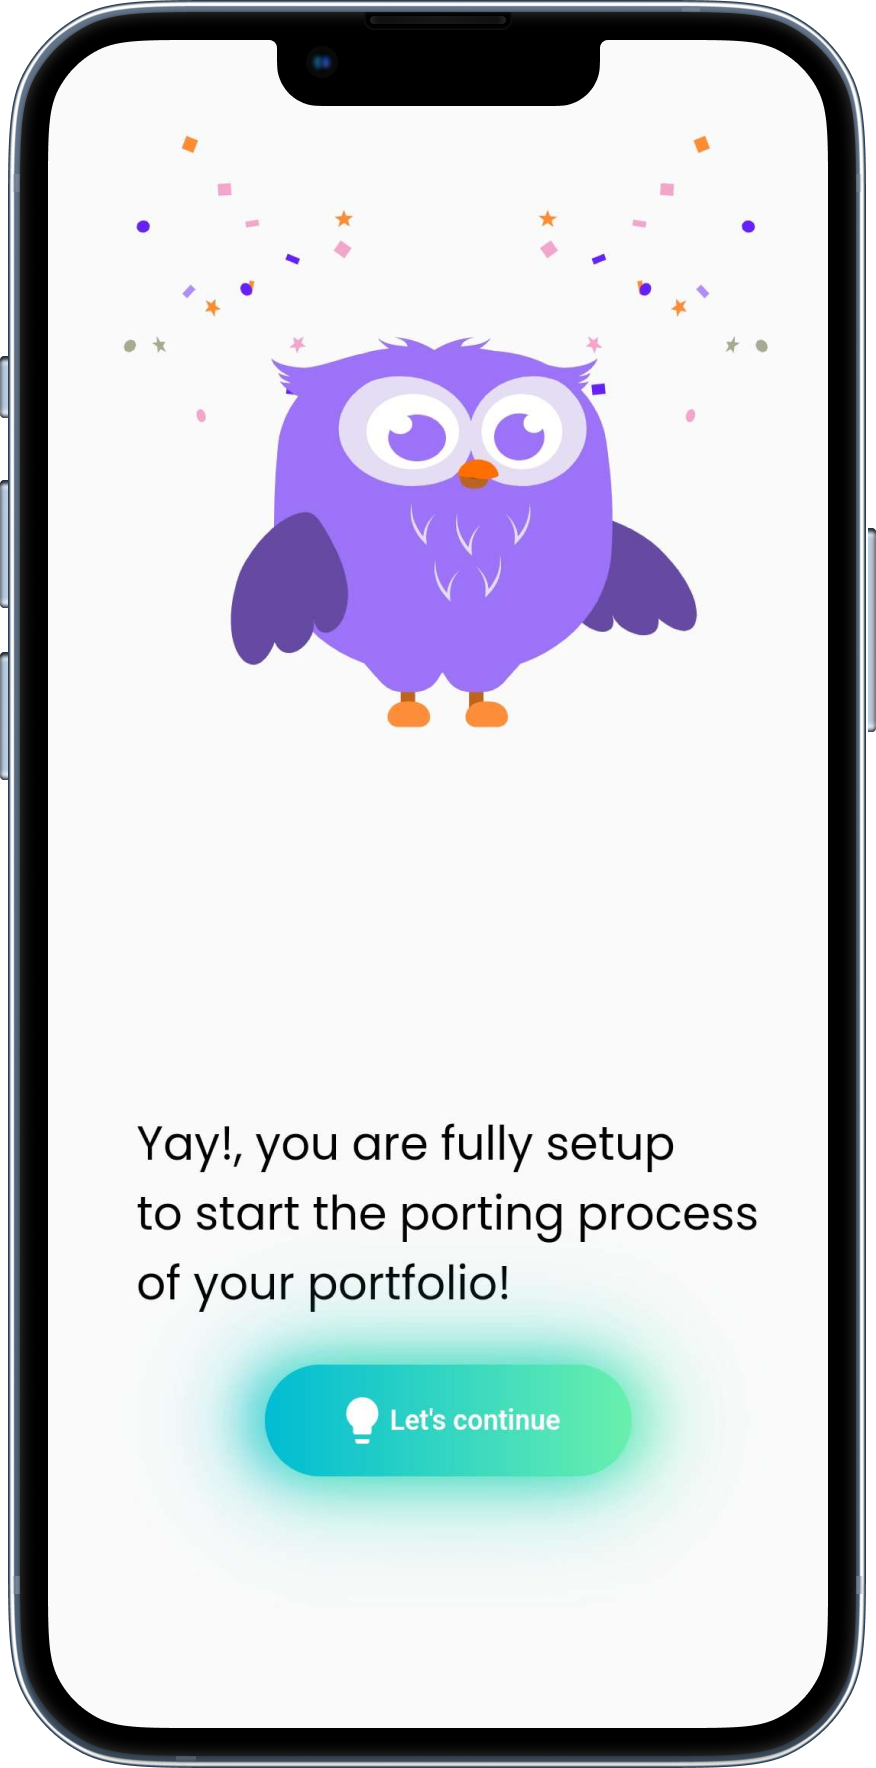 Yay!, you are fully setup
to start the porting process
of your portfolio!
Let's continue